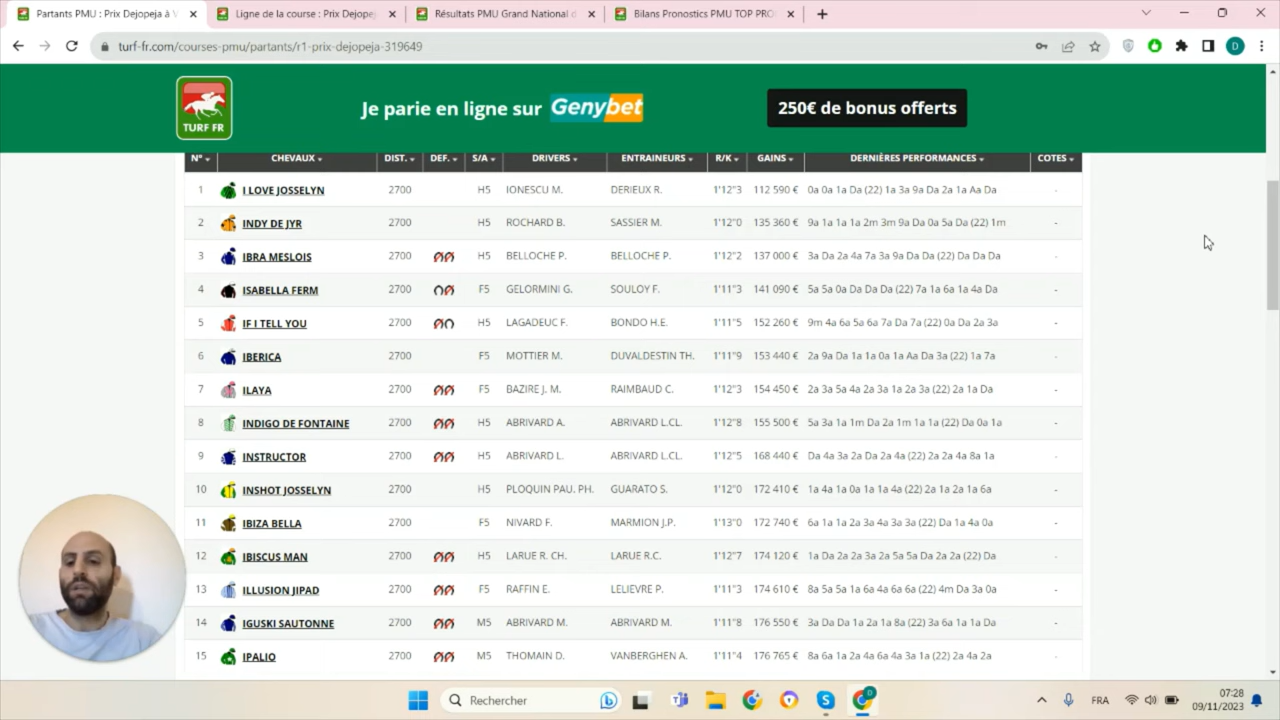 Partants PMU : Prix Dejopeja à V
Ligne de la course : Prix Dejopej
Résultats PMU Grand National d
Bilans Pronostics PMU TOP PRO
turf-fr.com/courses-pmu/partants/r1-prix-dejopeja-319649
D
TURF FR
Je parie en ligne sur Genybet
250€ de bonus offerts
N° CHEVAUX DIST. DEF. S/A DRIVERS ENTRAINEURS R/K GAINS DERNIÈRES PERFORMANCES COTES
1 I LOVE JOSSELYN 2700 H5 IONESCU M. DERIEUX R. 1'12"3 112 590 € 0a 0a 1a Da (22) 1a 3a 9a Da 2a 1a Aa Da -
2 INDY DE JYR 2700 H5 ROCHARD B. SASSIER M. 1'12"0 135 360 € 9a 1a 1a 1a 2m 3m 9a Da 0a 5a Da (22) 1m -
3 IBRA MESLOIS 2700 H5 BELLOCHE P. BELLOCHE P. 1'12"2 137 000 € 3a Da 2a 4a 7a 3a 9a Da Da (22) Da Da Da -
4 ISABELLA FERM 2700 F5 GELORMINI G. SOULOY F. 1'11"3 141 090 € 5a 5a 0a Da Da Da (22) 7a 1a 6a 1a 4a Da -
5 IF I TELL YOU 2700 H5 LAGADEUC F. BONDO H.E. 1'11"5 152 260 € 9m 4a 6a 5a 6a 7a Da 7a (22) 0a Da 2a 3a -
6 IBERICA 2700 F5 MOTTIER M. DUVALDESTIN TH. 1'11"9 153 440 € 2a 9a Da 1a 1a 0a 1a Aa Da 3a (22) 1a 7a -
7 ILAYA 2700 F5 BAZIRE J. M. RAIMBAUD C. 1'12"3 154 450 € 2a 3a 5a 4a 2a 3a 1a 2a 3a (22) 2a 1a Da -
8 INDIGO DE FONTAINE 2700 H5 ABRIVARD A. ABRIVARD L.CL. 1'12"8 155 500 € 5a 3a 1a 1m Da 2a 1m 1a 1a (22) Da 0a 1a -
9 INSTRUCTOR 2700 H5 ABRIVARD L. ABRIVARD L.CL. 1'12"5 168 440 € Da 4a 3a 2a Da 2a 4a (22) 2a 2a 4a 8a 1a -
10 INSHOT JOSSELYN 2700 H5 PLOQUIN PAU. PH. GUARATO S. 1'12"0 172 410 € 1a 4a 1a 0a 1a 1a 4a (22) 2a 1a 2a 1a 6a -
11 IBIZA BELLA 2700 F5 NIVARD F. MARMION J.P. 1'13"0 172 740 € 6a 1a 1a 2a 3a 4a 3a 3a (22) Da 1a 4a 0a -
12 IBISCUS MAN 2700 H5 LARUE R. CH. LARUE R.C. 1'12"7 174 120 € 1a Da 2a 2a 3a 2a 5a 5a Da 2a 2a (22) Da -
13 ILLUSION JIPAD 2700 F5 RAFFIN E. LELIEVRE P. 1'11"3 174 610 € 8a 5a 5a 1a 6a 4a 6a 6a (22) 4m Da 3a 0a -
14 IGUSKI SAUTONNE 2700 M5 ABRIVARD M. ABRIVARD M. 1'11"8 176 550 € 3a Da Da 1a 2a 1a 8a (22) 3a 6a 1a 1a Da -
15 IPALIO 2700 M5 THOMAIN D. VANBERGHEN A. 1'11"4 176 765 € 8a 6a 1a 2a 4a 6a 4a 3a 1a (22) 2a 4a 2a -
Rechercher
FRA
07:28
09/11/2023